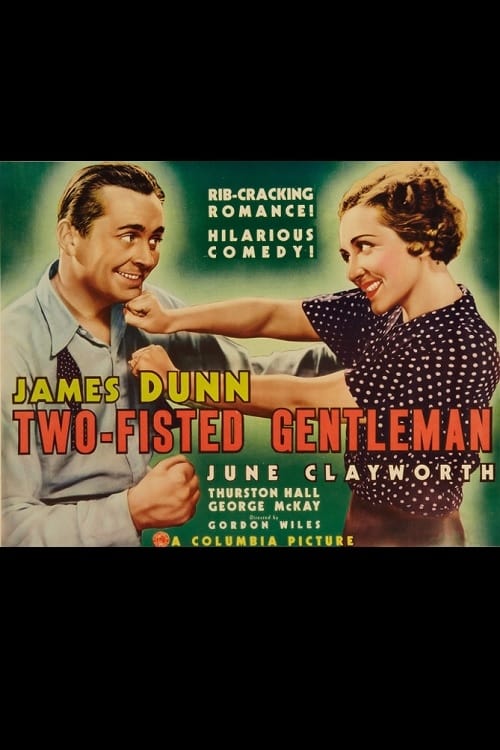 RIB-CRACKING
ROMANCE!
HILARIOUS
COMEDY!
JAMES DUNN
TWO-FISTED GENTLEMAN
JUNE CLAYWORTH
THURSTON HALL
GEORGE McKAY
Directed by
GORDON WILES
A COLUMBIA PICTURE